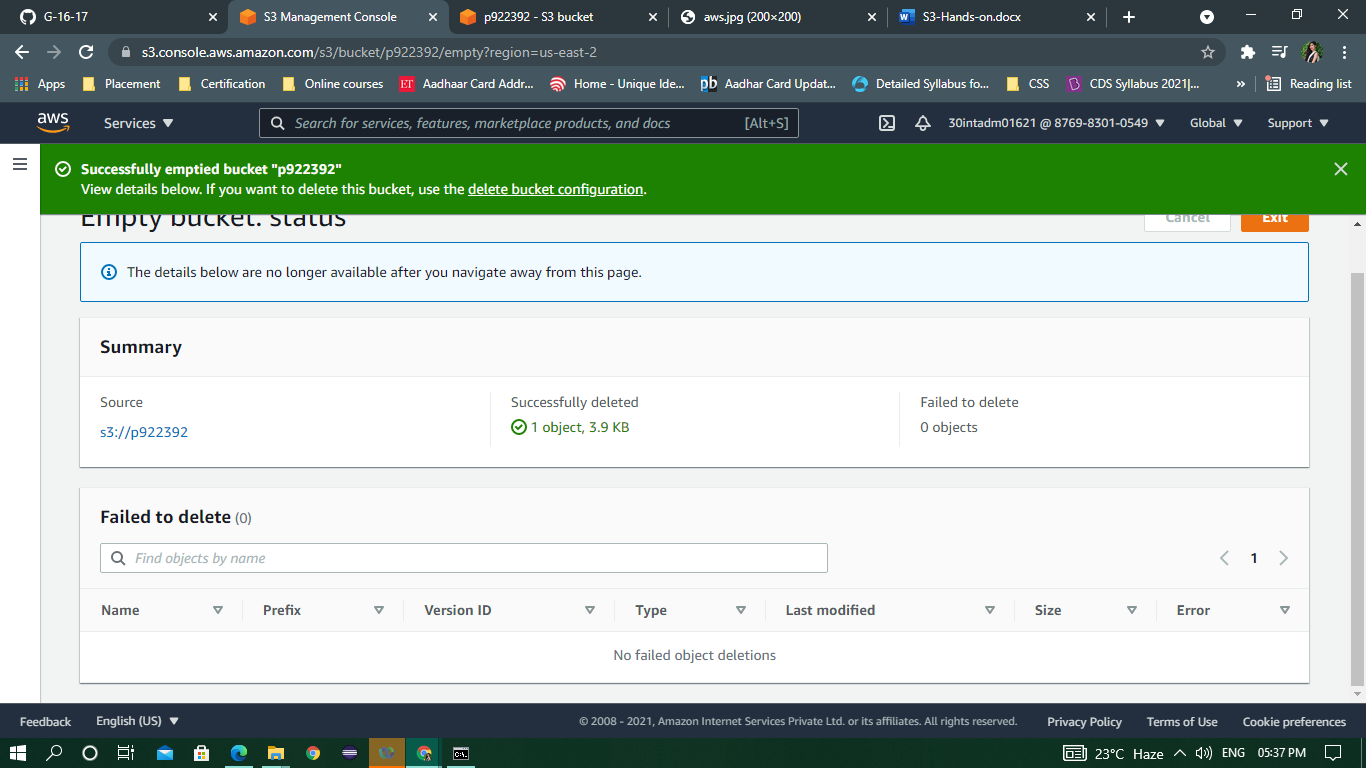 G-16-17
S3 Management Console
p922392 - S3 bucket
aws.jpg (200×200)
S3-Hands-on.docx
s3.console.aws.amazon.com/s3/bucket/p922392/empty?region=us-east-2
Apps
Placement
Certification
Online courses
ET
Aadhaar Card Addr...
Home - Unique Ide...
pb
Aadhar Card Updat...
Detailed Syllabus fo...
CSS
CDS Syllabus 2021|...
»
Reading list
aws
Services
Search for services, features, marketplace products, and docs
[Alt+S]
30intadm01621 @ 8769-8301-0549
Global
Support
Successfully emptied bucket "p922392"
View details below. If you want to delete this bucket, use the delete bucket configuration.
Empty bucket: status
Cancel
Exit
The details below are no longer available after you navigate away from this page.
Summary
Source
s3://p922392
Successfully deleted
1 object, 3.9 KB
Failed to delete
0 objects
Failed to delete (0)
Find objects by name
1
Name
Prefix
Version ID
Type
Last modified
Size
Error
No failed object deletions
Feedback
English (US)
© 2008 - 2021, Amazon Internet Services Private Ltd. or its affiliates. All rights reserved.
Privacy Policy
Terms of Use
Cookie preferences
23°C Haze
ENG
05:37 PM